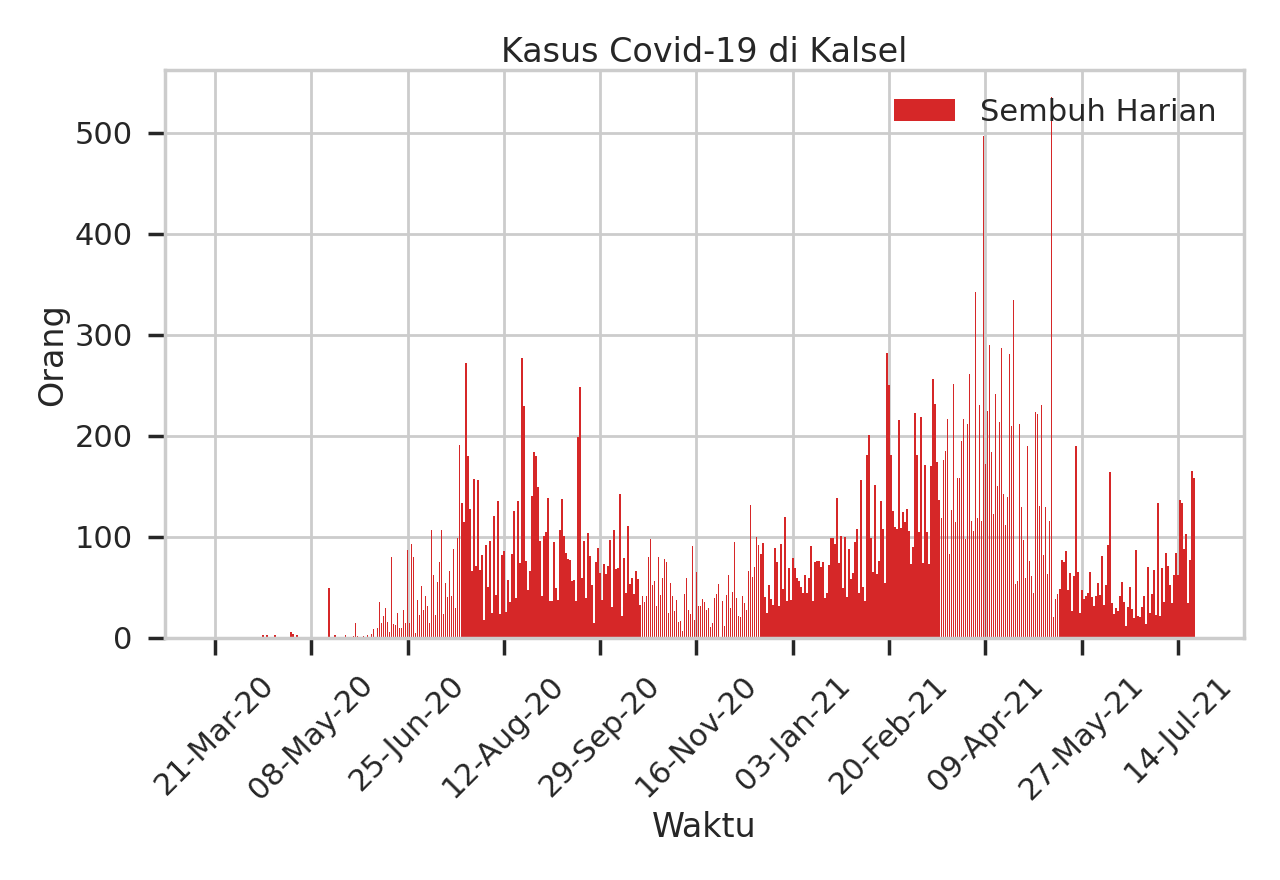 Kasus Covid-19 di Kalsel
Sembuh Harian
Orang
500
400
300
200
100
0
21-Mar-20
08-May-20
25-Jun-20
12-Aug-20
29-Sep-20
16-Nov-20
03-Jan-21
20-Feb-21
09-Apr-21
27-May-21
14-Jul-21
Waktu